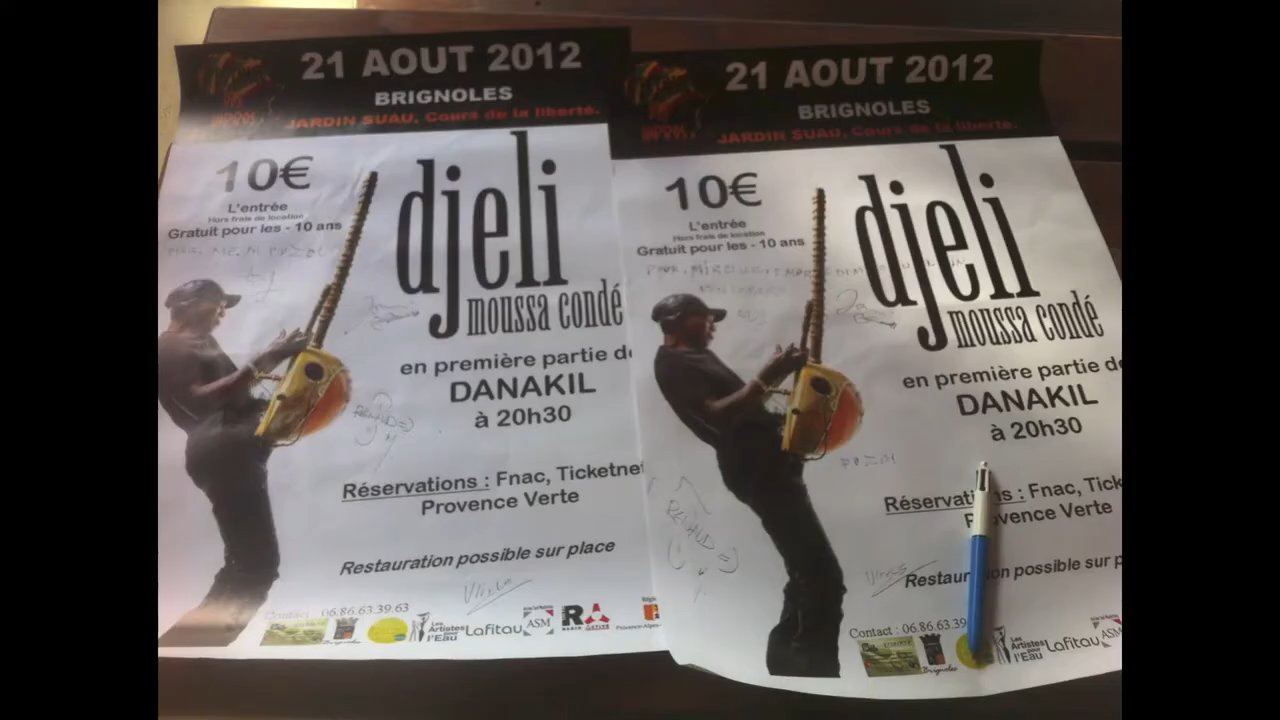 21 AOUT 2012
BRIGNOLES
JARDIN SUAU, Cours de la liberté.
10€
L'entrée
Hors frais de location
Gratuit pour les - 10 ans
djeli
moussa condé
en première partie de
DANAKIL
à 20h30
Réservations : Fnac, Ticketnet
Provence Verte
Restauration possible sur place
Contact : 06.86.63.39.63
Brignoles
Les Artistes pour l'Eau
Lafitau
ASM
RADIO ACTIVE
21 AOUT 2012
BRIGNOLES
JARDIN SUAU, Cours de la liberté.
10€
L'entrée
Hors frais de location
Gratuit pour les - 10 ans
djeli
moussa condé
en première partie de
DANAKIL
à 20h30
Réservations : Fnac, Tick
Provence Verte
Restauration possible sur p
Contact : 06.86.63.39
Brignoles
Les Artistes pour l'Eau
Lafitau
ASM